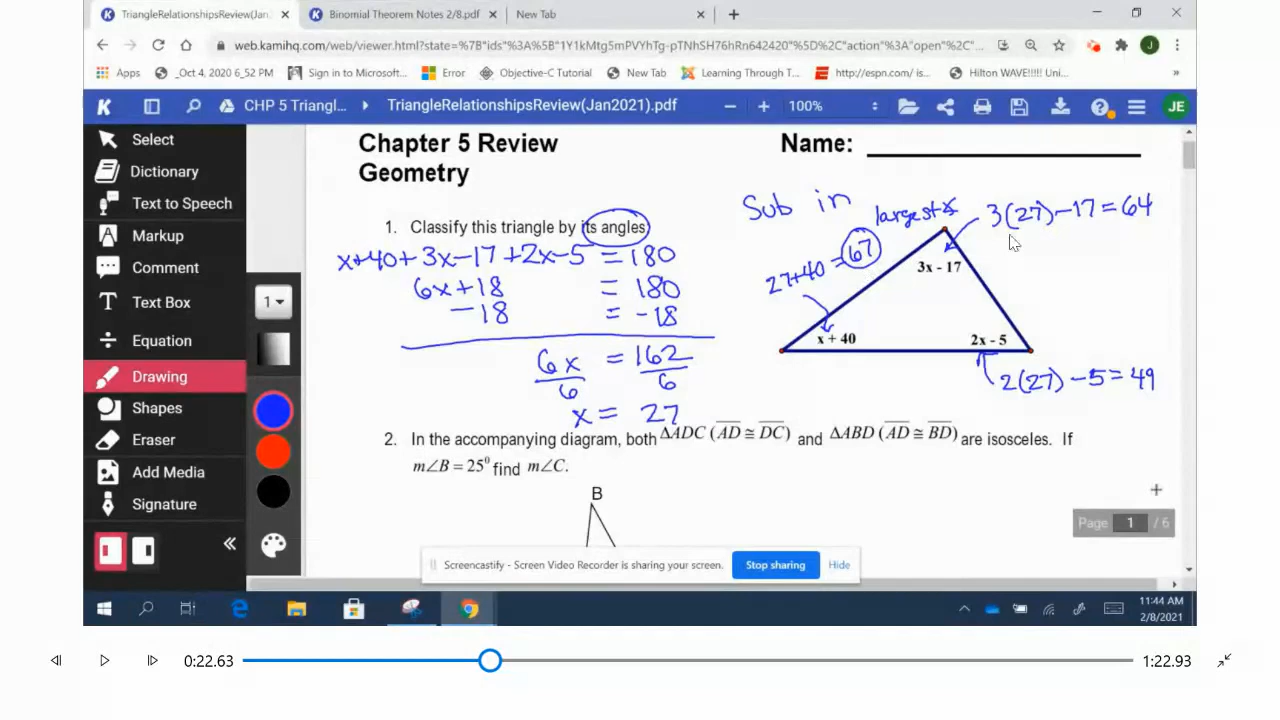 TriangleRelationshipsReview(Jan
Binomial Theorem Notes 2/8.pdf
New Tab
web.kamihq.com/web/viewer.html?state=%7B"ids"%3A%5B"1Y1kMtg5mPVYhTg-pTNhSH76hRn642420"%5D%2C"action"%3A"open"%2C"...
Apps
_Oct 4, 2020 6_52 PM
Sign in to Microsoft...
Error
Objective-C Tutorial
New Tab
Learning Through T...
http://espn.com/ is...
Hilton WAVE!!!!! Uni...
K
CHP 5 Triangl...
TriangleRelationshipsReview(Jan2021).pdf
100%
JE
Select
Dictionary
Text to Speech
Markup
Comment
Text Box
Equation
Drawing
Shapes
Eraser
Add Media
Signature
1
Chapter 5 Review
Geometry
Name:
1. Classify this triangle by its angles
x+40+3x-17+2x-5 = 180
6x+18 = 180
-18 = -18
6x = 162
6 6
x = 27
Sub in
largest ∡
3(27)-17=64
27+40=67
3x - 17
x + 40
2x - 5
2(27)-5=49
2. In the accompanying diagram, both ΔADC (AD ≅ DC) and ΔABD (AD ≅ BD) are isosceles. If
m∠B = 25⁰ find m∠C.
B
Page 1 / 6
Screencastify - Screen Video Recorder is sharing your screen.
Stop sharing
Hide
11:44 AM
2/8/2021
0:22.63
1:22.93